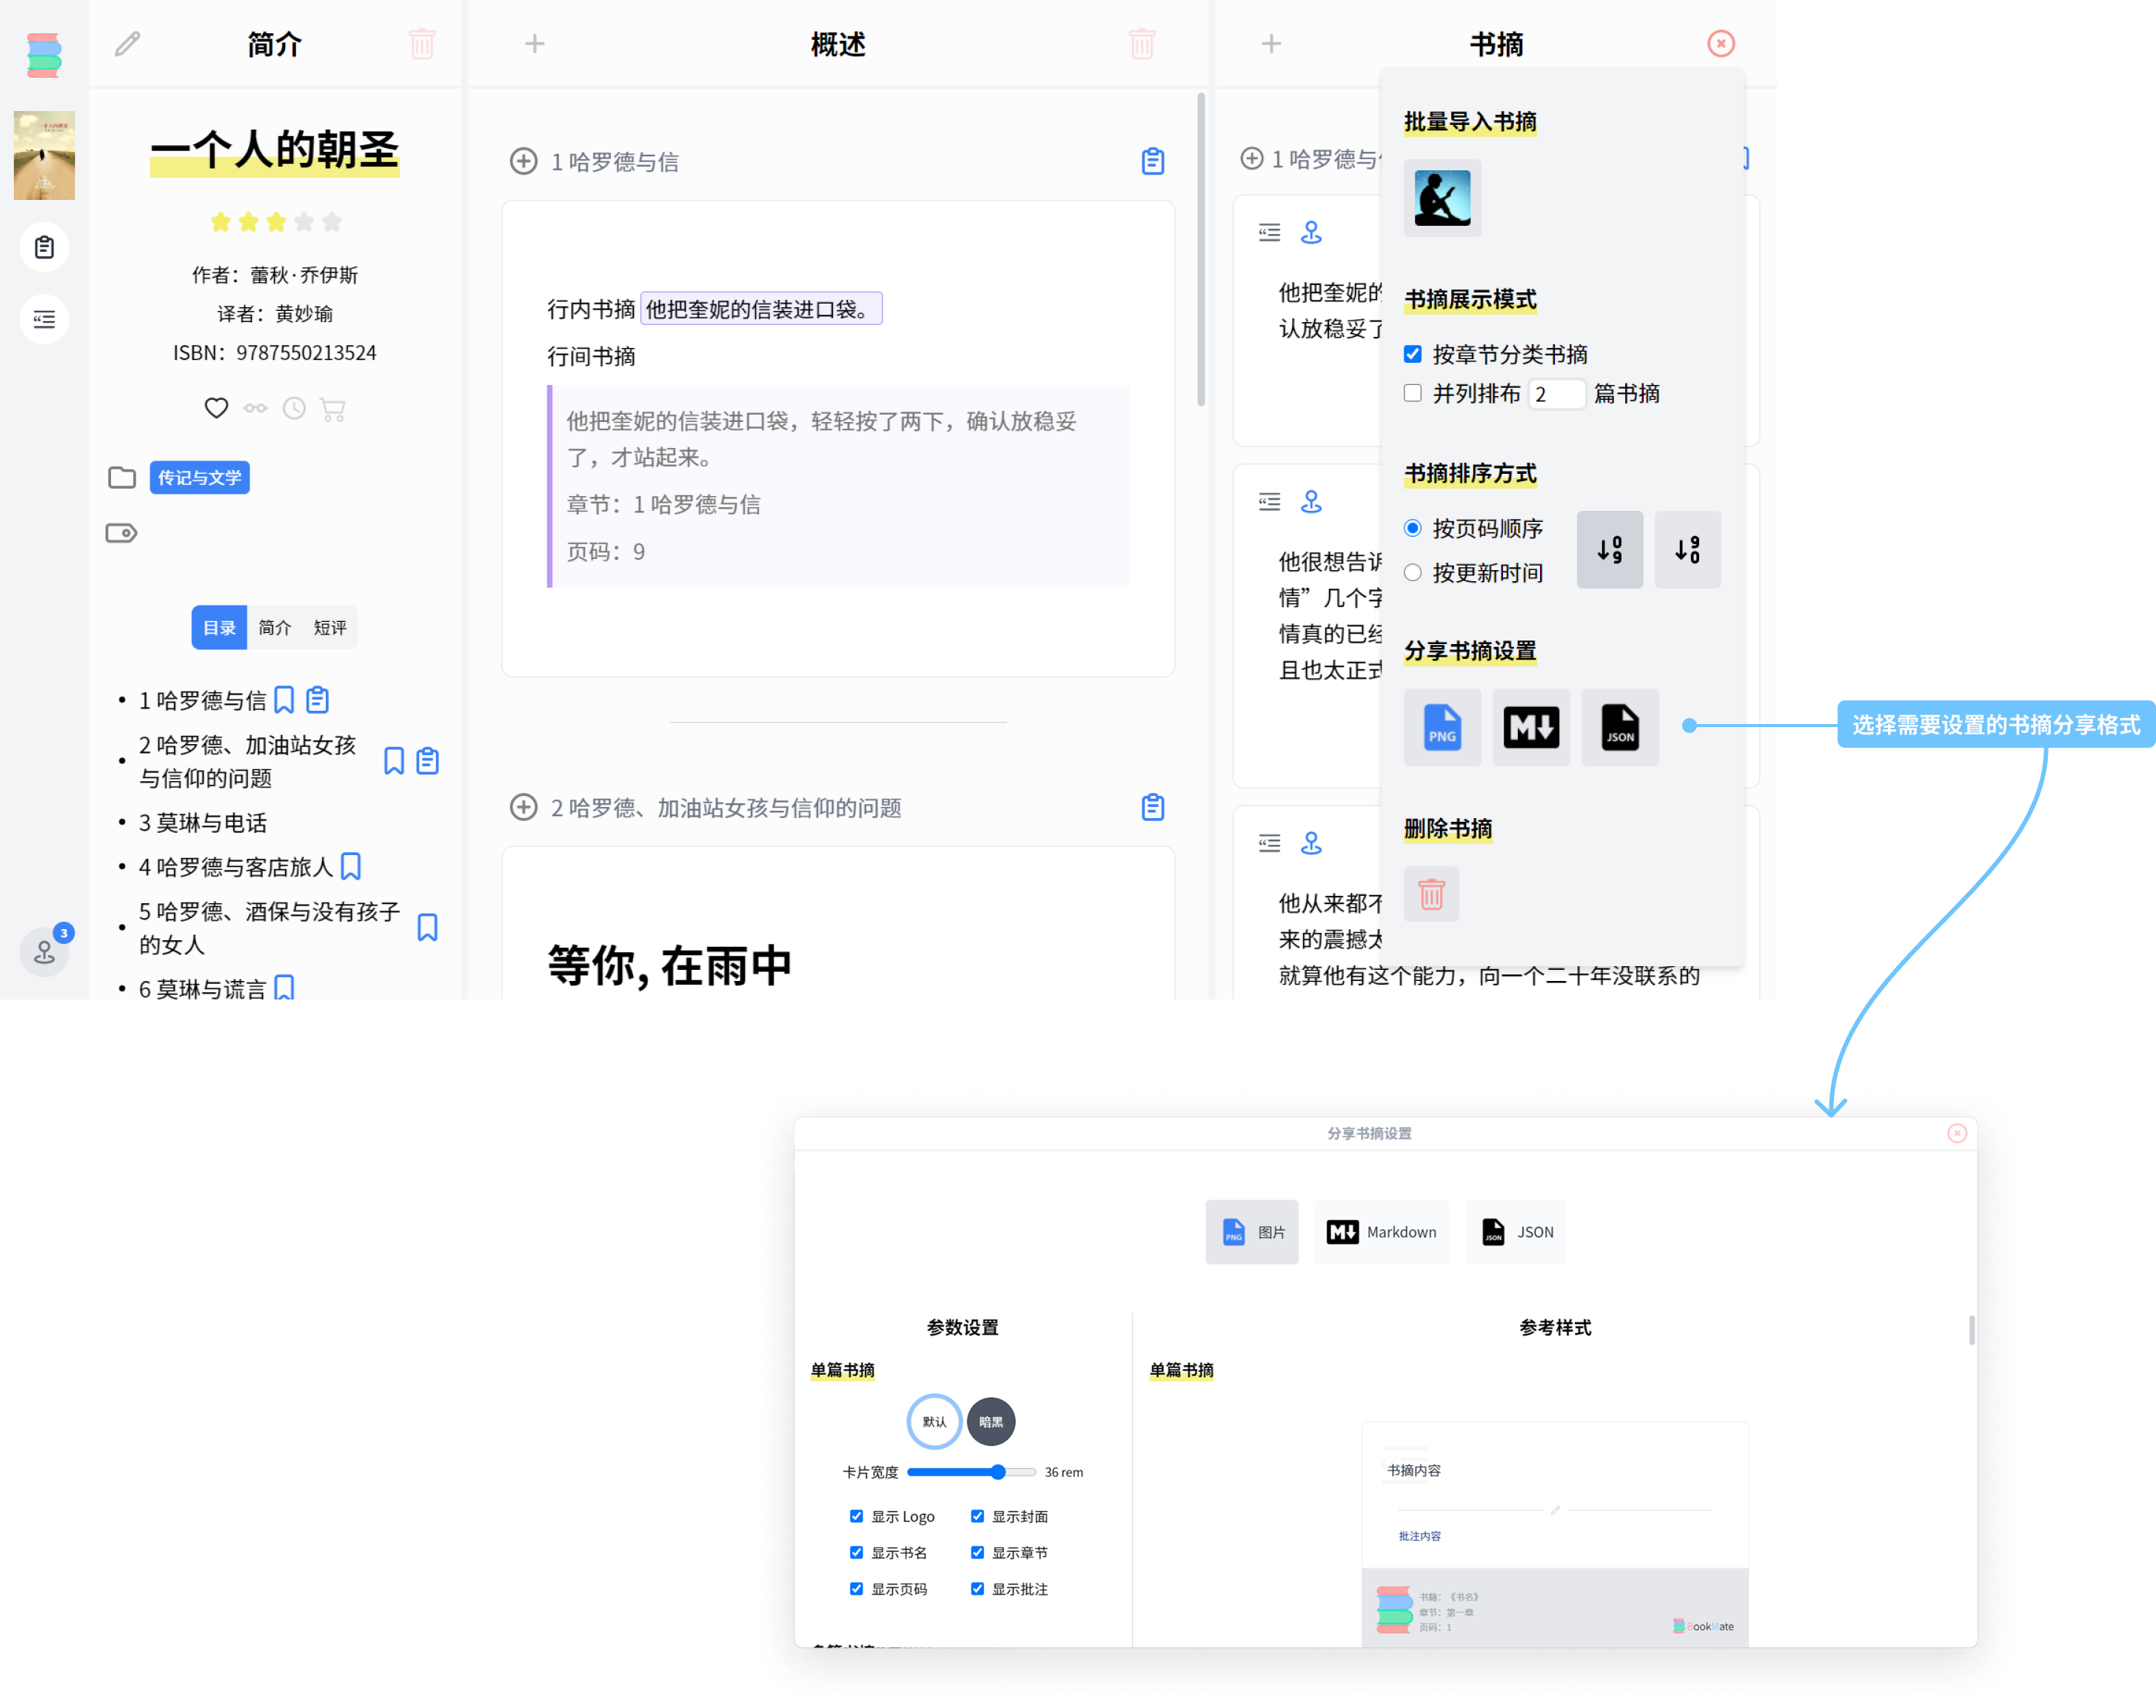 简介
一个人的朝圣
作者：蕾秋·乔伊斯
译者：黄妙瑜
ISBN：9787550213524
传记与文学
目录 简介 短评
1 哈罗德与信
2 哈罗德、加油站女孩
与信仰的问题
3 莫琳与电话
4 哈罗德与客店旅人
5 哈罗德、酒保与没有孩子
的女人
6 莫琳与谎言
3
概述
1 哈罗德与信
行内书摘 他把奎妮的信装进口袋。
行间书摘
他把奎妮的信装进口袋，轻轻按了两下，确认放稳妥
了，才站起来。
章节：1 哈罗德与信
页码：9
2 哈罗德、加油站女孩与信仰的问题
等你, 在雨中
书摘
1 哈罗德与
他把奎妮的
认放稳妥了
他很想告诉
情”几个字
情真的已经
且也太正式
他从来都不
来的震撼太
就算他有这个能力，向一个二十年没联系的
批量导入书摘
书摘展示模式
按章节分类书摘
并列排布 2 篇书摘
书摘排序方式
按页码顺序
按更新时间
0
9
9
0
分享书摘设置
PNG
M
JSON
删除书摘
选择需要设置的书摘分享格式
分享书摘设置
PNG 图片
M Markdown
JSON JSON
参数设置
单篇书摘
默认 暗黑
卡片宽度 36 rem
显示 Logo 显示封面
显示书名 显示章节
显示页码 显示批注
参考样式
单篇书摘
书摘内容
批注内容
书籍：《书名》
章节：第一章
页码：1
BookMate